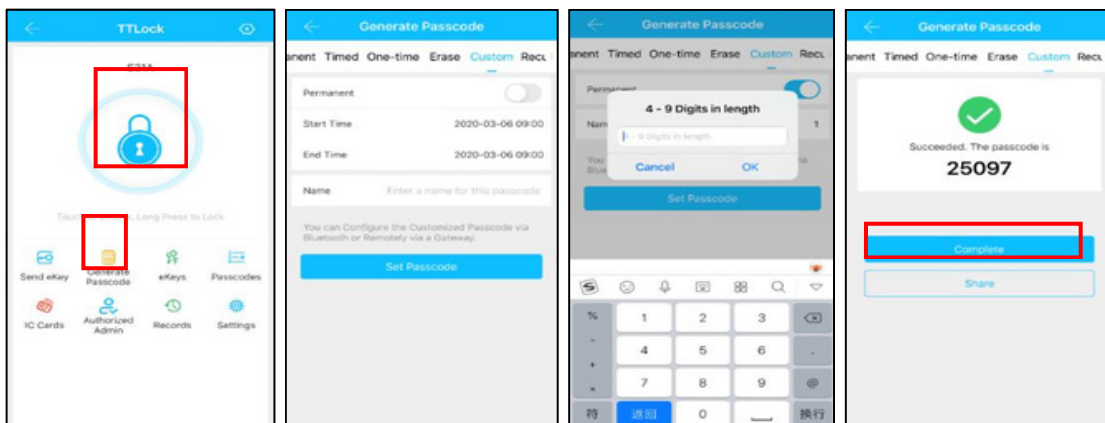 TTLock
S31A
Long Press to Lock
Send eKey
Generate Passcode
eKeys
Passcodes
IC Cards
Authorized Admin
Records
Settings
Generate Passcode
anent Timed One-time Erase Custom Recu
Permanent
Start Time 2020-03-06 09:00
End Time 2020-03-06 09:00
Name Enter a name for this passcode
You can Configure the Customized Passcode via
Bluetooth or Remotely via a Gateway.
Set Passcode
Generate Passcode
anent Timed One-time Erase Custom Recu
4 - 9 Digits in length
- 9 Digits in length
Cancel OK
1
You
Set Passcode
% 1 2 3
- 4 5 6 .
+
× 7 8 9 @
符 返回 0 换行
Generate Passcode
anent Timed One-time Erase Custom Recu
Succeeded. The passcode is
25097
Complete
Share